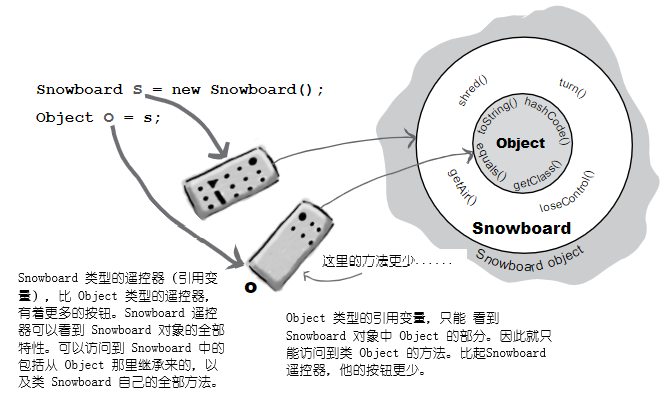 Snowboard s = new Snowboard();
Object o = s;
shred()
turn()
toString()
hashCode()
Object
equals()
getClass()
getAir()
loseControl()
Snowboard
Snowboard object
这里的方法更少......
o
Snowboard 类型的遥控器（引用变
量），比 Object 类型的遥控器，
有着更多的按钮。Snowboard 遥控
器可以看到 Snowboard 对象的全部
特性。可以访问到 Snowboard 中的
包括从 Object 那里继承来的，以
及类 Snowboard 自己的全部方法。
Object 类型的引用变量，只能 看到
Snowboard 对象中 Object 的部分。因此就只
能访问到类 Object 的方法。比起Snowboard
遥控器，他的按钮更少。